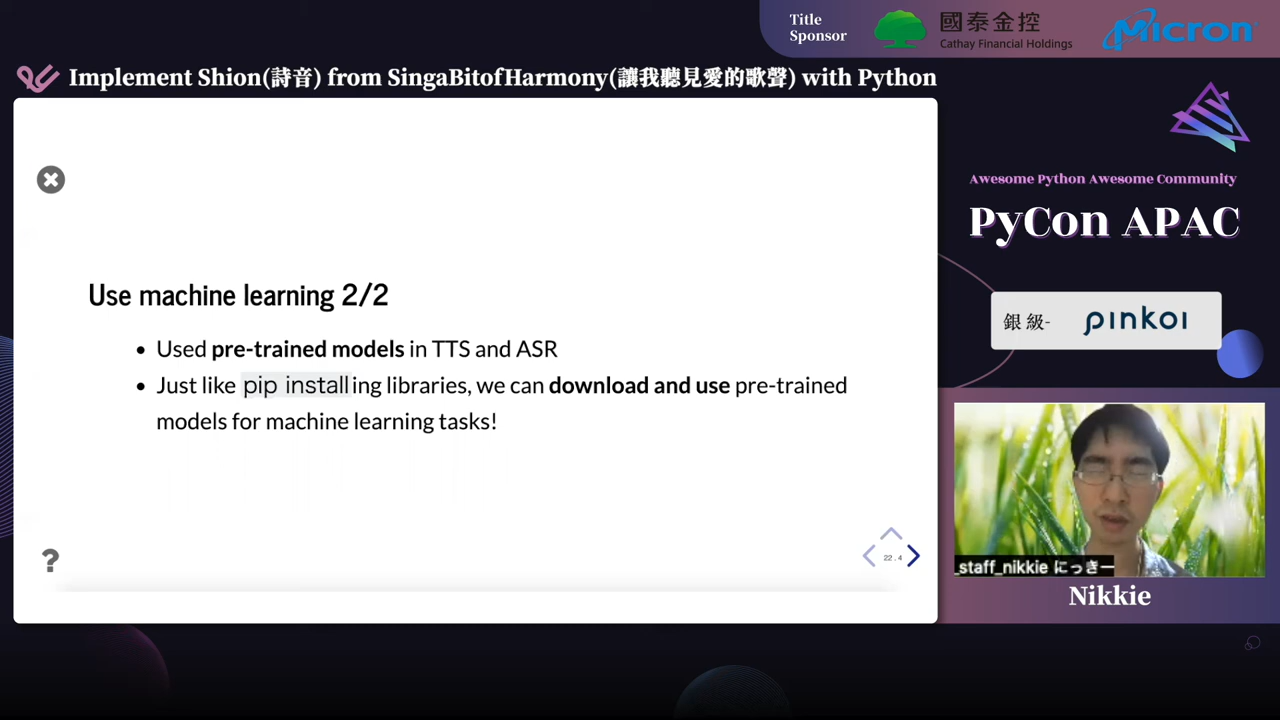 Title
Sponsor
國泰金控
Cathay Financial Holdings
Micron
Implement Shion(詩音) from SingaBitofHarmony(讓我聽見愛的歌聲) with Python
Awesome Python Awesome Community
PyCon APAC
銀級- pinkoi
Use machine learning 2/2
Used pre-trained models in TTS and ASR
Just like pip installing libraries, we can download and use pre-trained
models for machine learning tasks!
?
22.4
_staff_nikkie にっきー
Nikkie